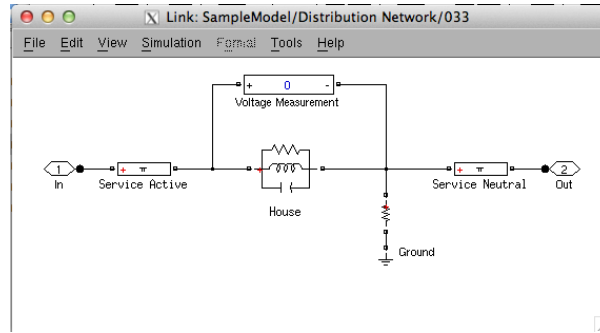 Link: SampleModel/Distribution Network/033
File Edit View Simulation Format Tools Help
+ 0 -
Voltage Measurement
1
+ π
+ π
2
In
Service Active
Service Neutral
Out
House
Ground